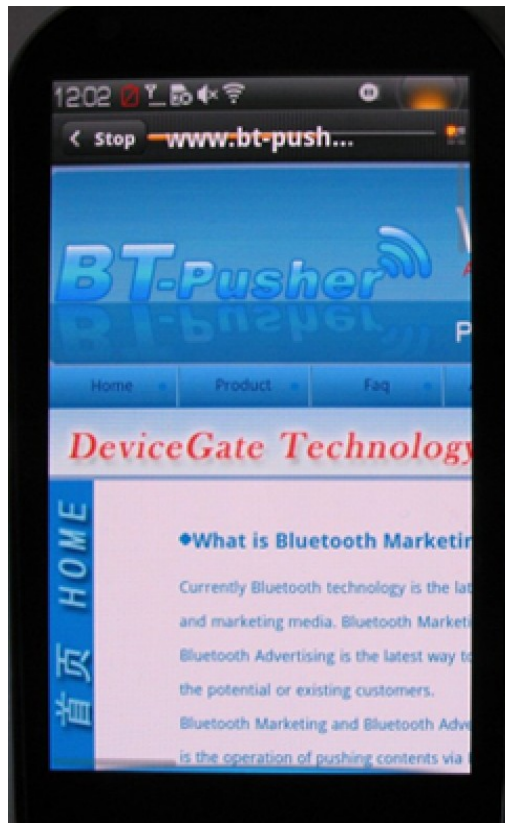 12:02
Stop www.bt-push...
BT-Pusher
P
Home Product Faq
DeviceGate Technology
首页 HOME
What is Bluetooth Marketin
Currently Bluetooth technology is the lat
and marketing media. Bluetooth Marketi
Bluetooth Advertising is the latest way to
the potential or existing customers.
Bluetooth Marketing and Bluetooth Adve
is the operation of pushing contents via